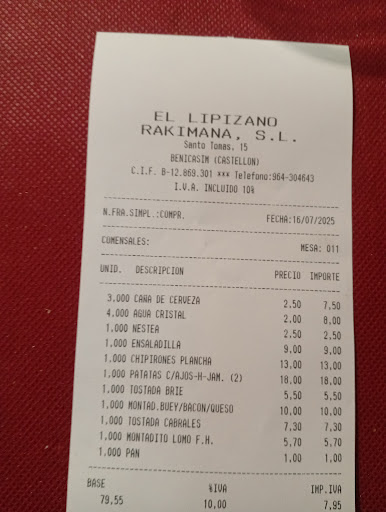 EL LIPIZANO
RAKIMANA, S.L.
Santo Tomas, 15
BENICASIM (CASTELLON)
C.I.F. B-12.869.301 *** Telefono:964-304643
I.V.A. INCLUIDO 10%
N.FRA.SIMPL.:CUMPR. FECHA:16/07/2025
COMENSALES: MESA: 011
UNID. DESCRIPCION PRECIO IMPORTE
3,000 CAÑA DE CERVEZA 2,50 7,50
4,000 AGUA CRISTAL 2,00 8,00
1,000 NESTEA 2,50 2,50
1,000 ENSALADILLA 9,00 9,00
1,000 CHIPIRONES PLANCHA 13,00 13,00
1,000 PATATAS C/AJOS-H-JAM. (2) 18,00 18,00
1,000 TOSTADA BRIE 5,50 5,50
1,000 MONTAD.BUEY/BACON/QUESO 10,00 10,00
1,000 TOSTADA CABRALES 7,30 7,30
1,000 MONTADITO LOMO F.H. 5,70 5,70
1,000 PAN 1,00 1,00
BASE %IVA IMP.IVA
79,55 10,00 7,95